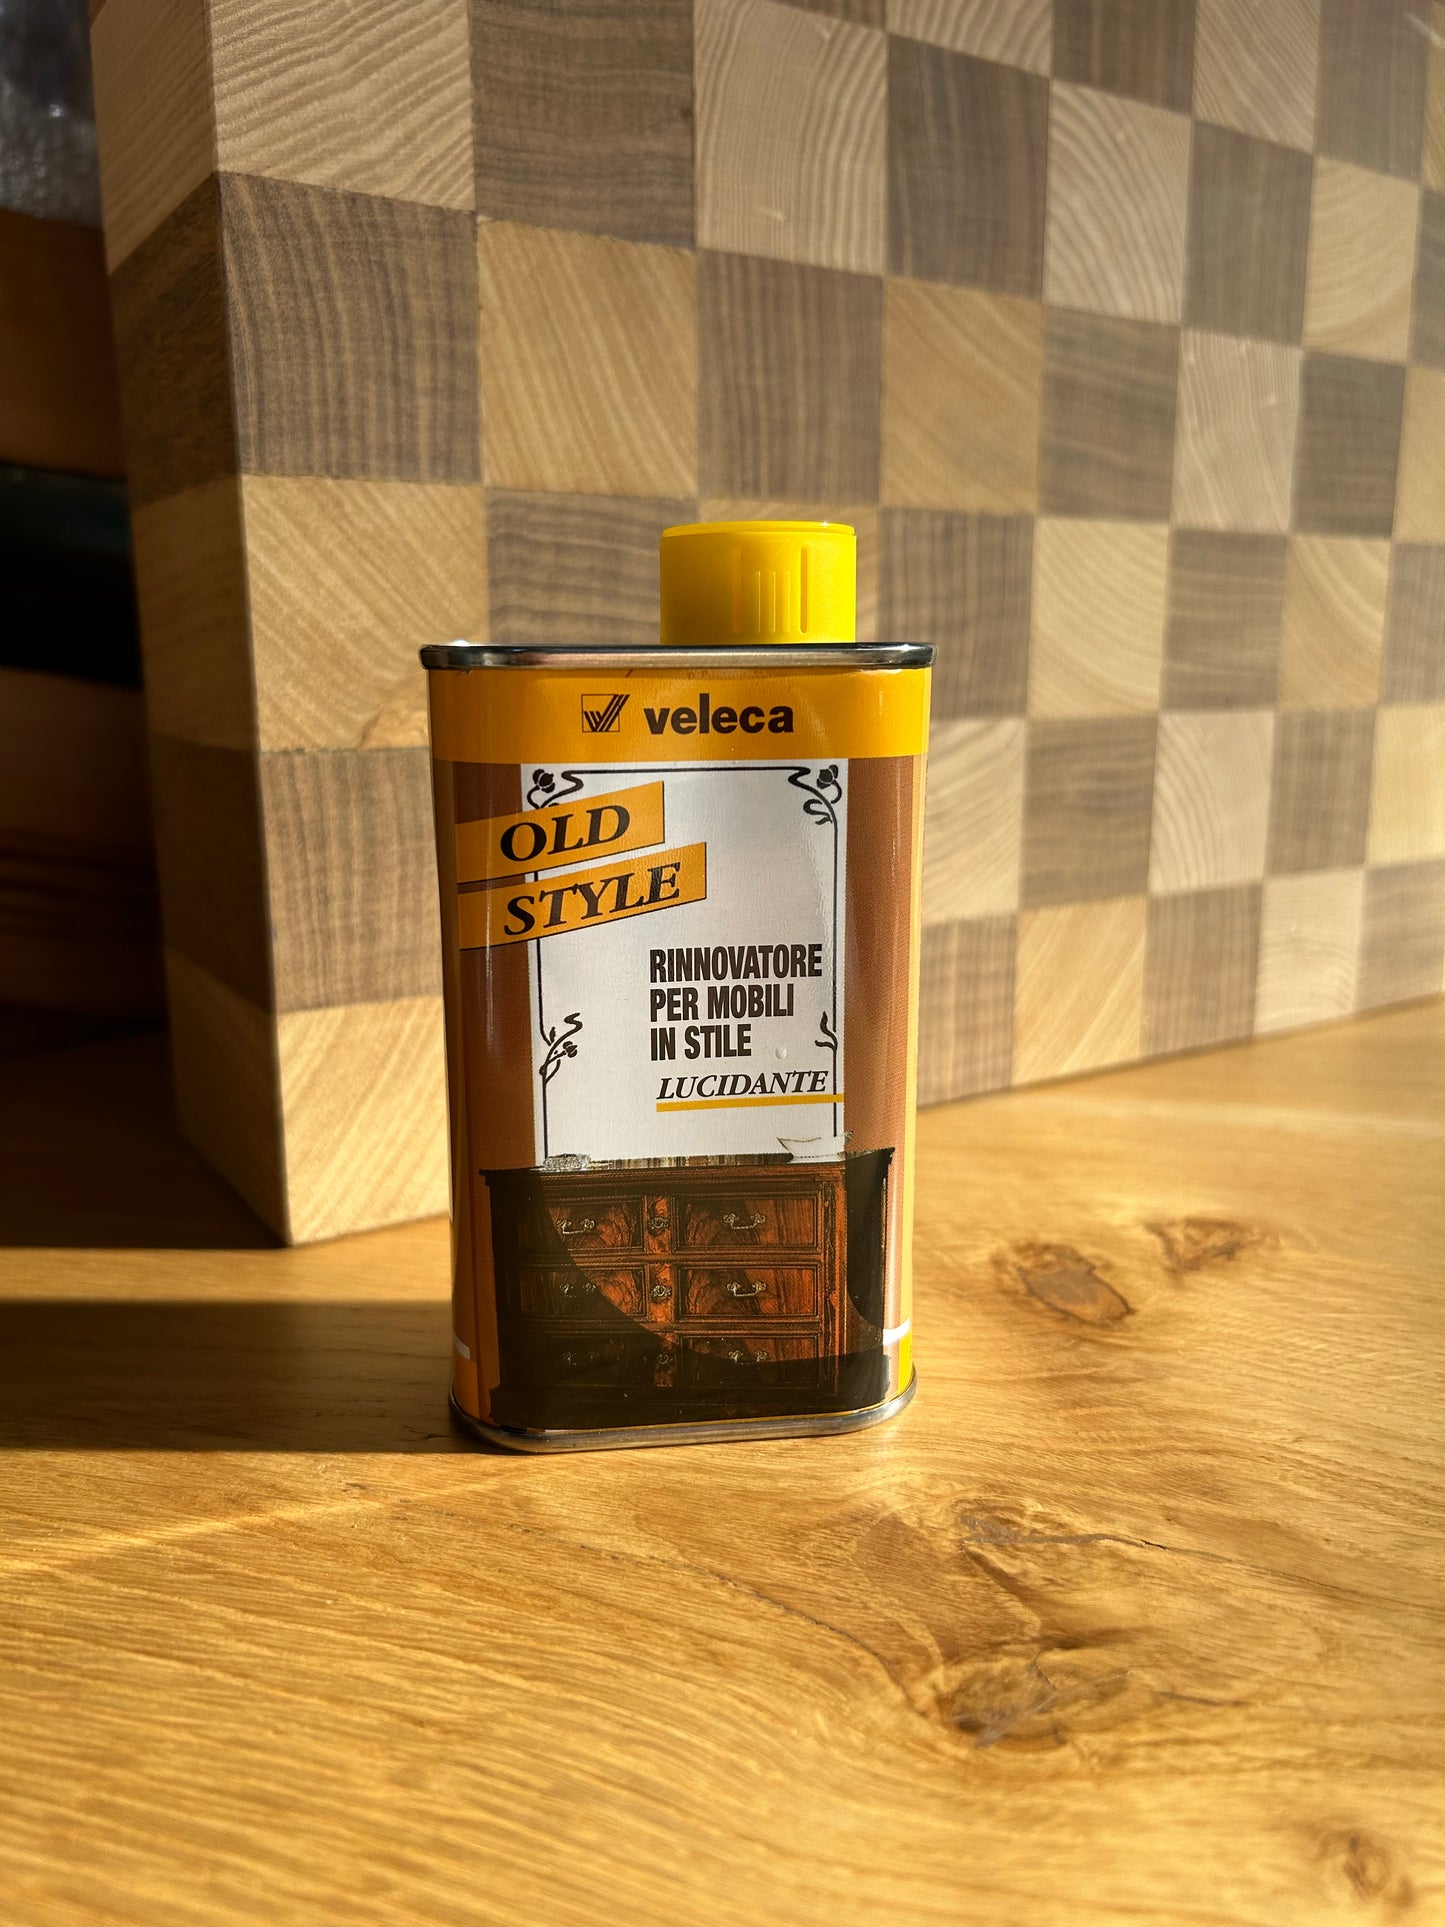 veleca
OLD
STYLE
RINNOVATORE
PER MOBILI
IN STILE
LUCIDANTE